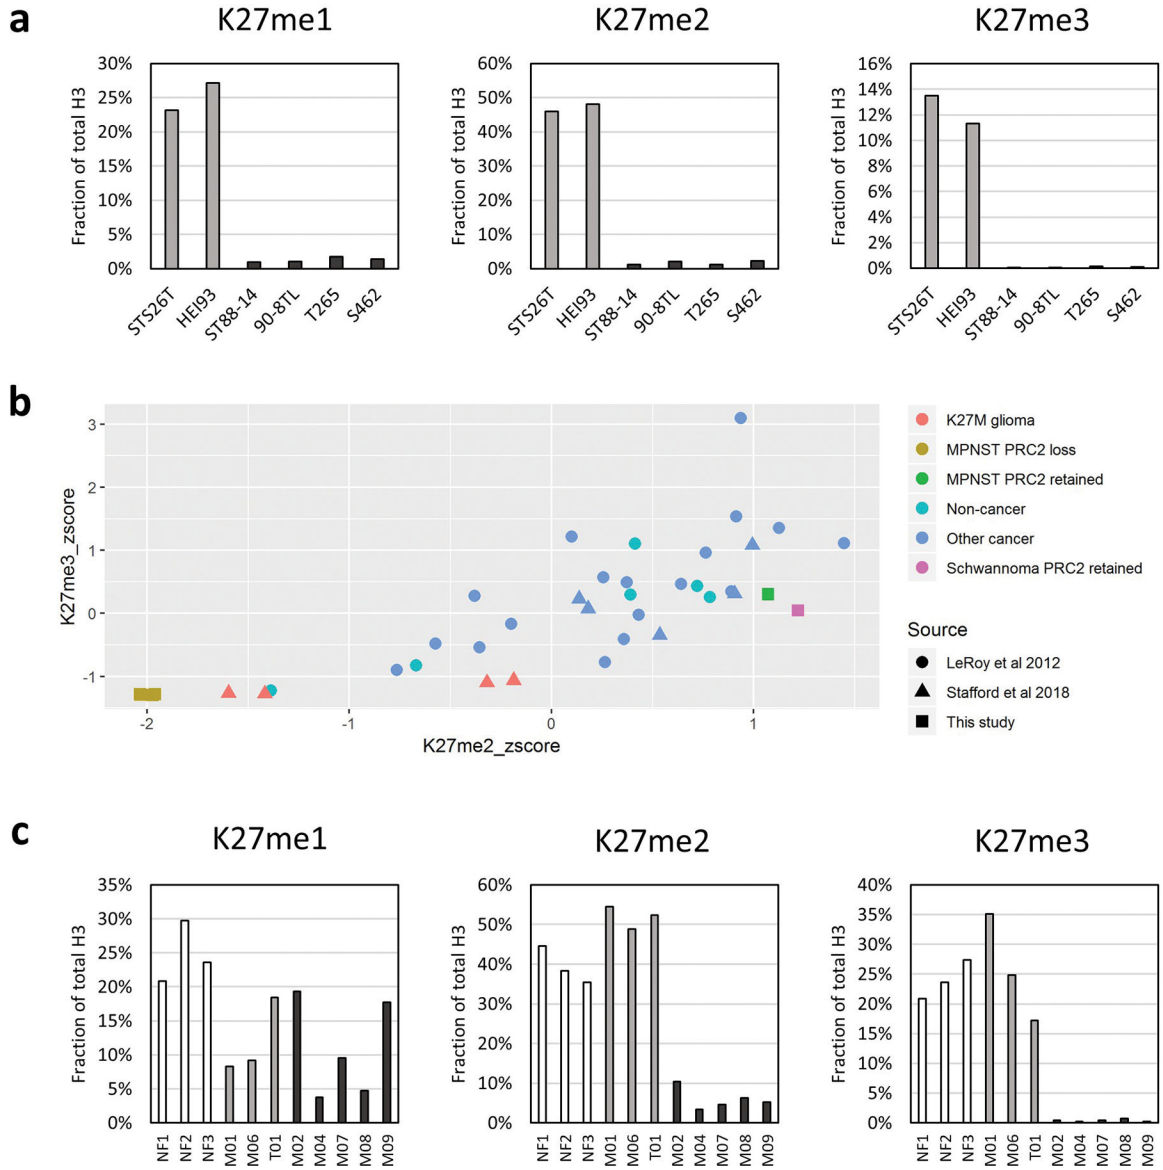 a
K27me1
K27me2
K27me3
Fraction of total H3
30%
25%
20%
15%
10%
5%
0%
STS26T
HEI93
ST88-14
90-8TL
T265
S462
Fraction of total H3
60%
50%
40%
30%
20%
10%
0%
STS26T
HEI93
ST88-14
90-8TL
T265
S462
Fraction of total H3
16%
14%
12%
10%
8%
6%
4%
2%
0%
STS26T
HEI93
ST88-14
90-8TL
T265
S462
b
K27me3_zscore
3
2
1
0
-1
-2
-1
0
1
K27me2_zscore
K27M glioma
MPNST PRC2 loss
MPNST PRC2 retained
Non-cancer
Other cancer
Schwannoma PRC2 retained
Source
LeRoy et al 2012
Stafford et al 2018
This study
c
K27me1
K27me2
K27me3
Fraction of total H3
35%
30%
25%
20%
15%
10%
5%
0%
NF1
NF2
NF3
M01
M06
T01
M02
M04
M07
M08
M09
Fraction of total H3
60%
50%
40%
30%
20%
10%
0%
NF1
NF2
NF3
M01
M06
T01
M02
M04
M07
M08
M09
Fraction of total H3
40%
35%
30%
25%
20%
15%
10%
5%
0%
NF1
NF2
NF3
M01
M06
T01
M02
M04
M07
M08
M09